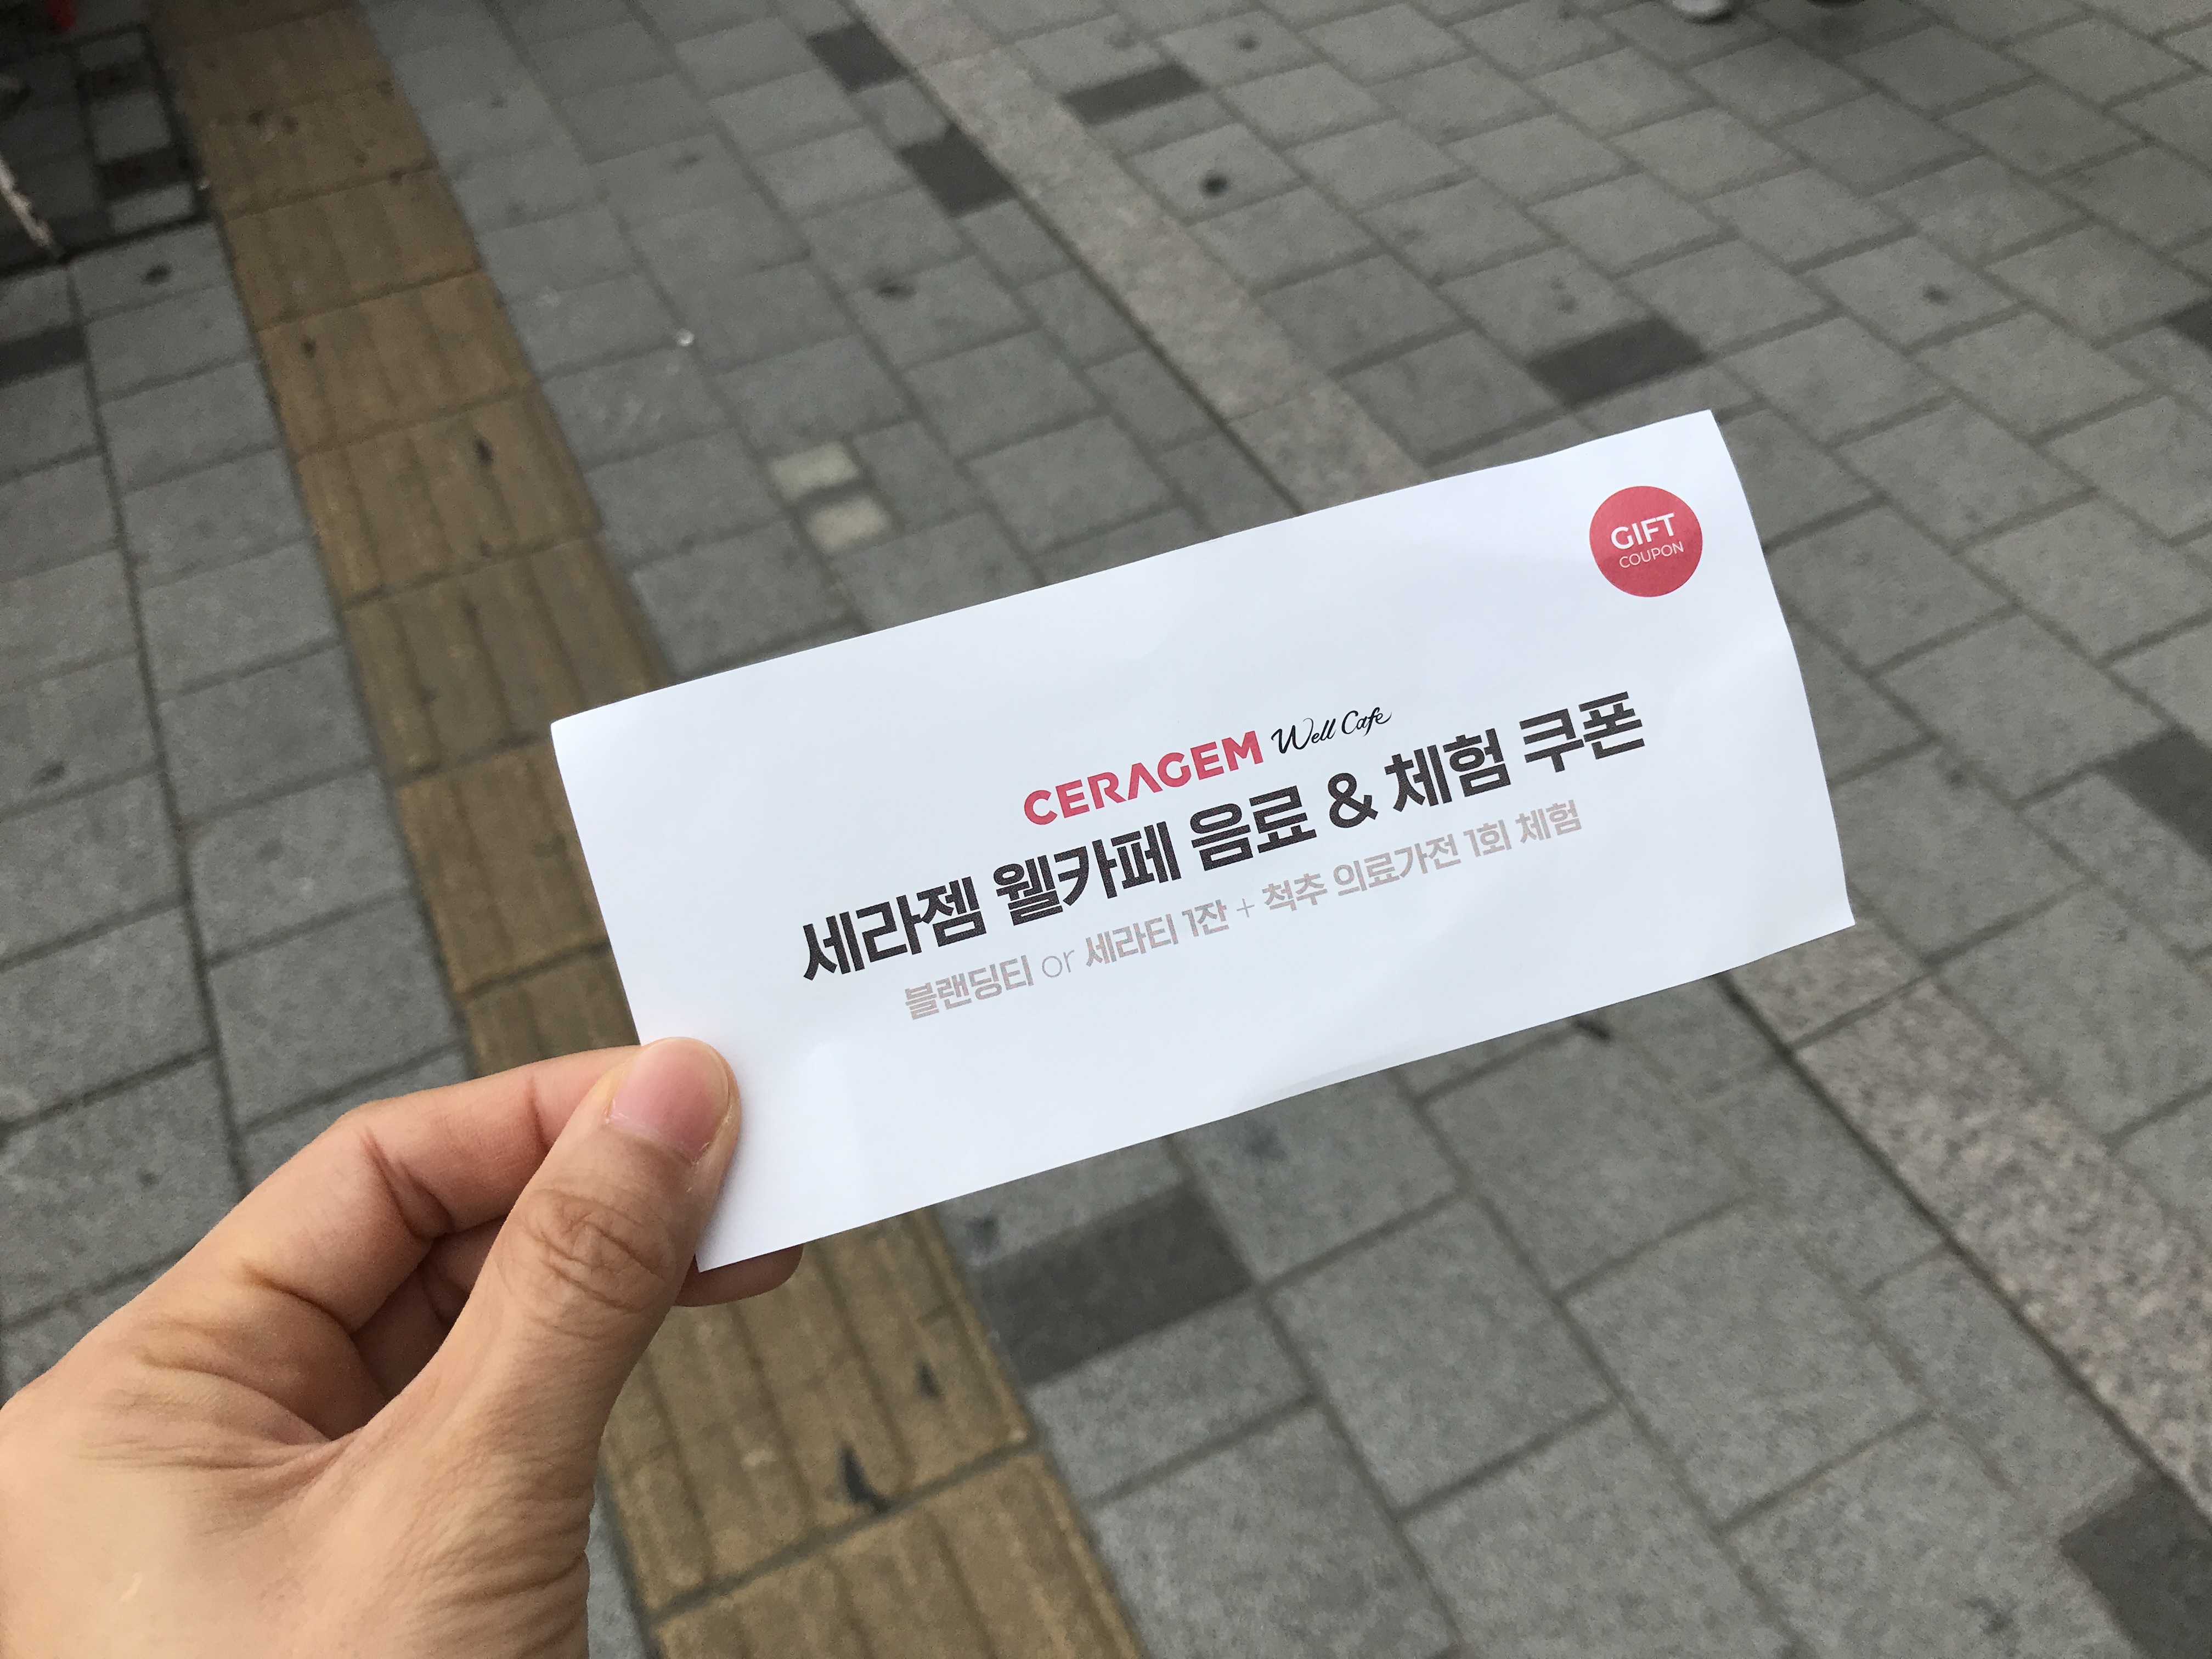 GIFT
COUPON
CERAGEM Well Cafe
세라젬 웰카페 음료 & 체험 쿠폰
블랜딩티 or 세라티 1잔 + 척추 의료가전 1회 체험